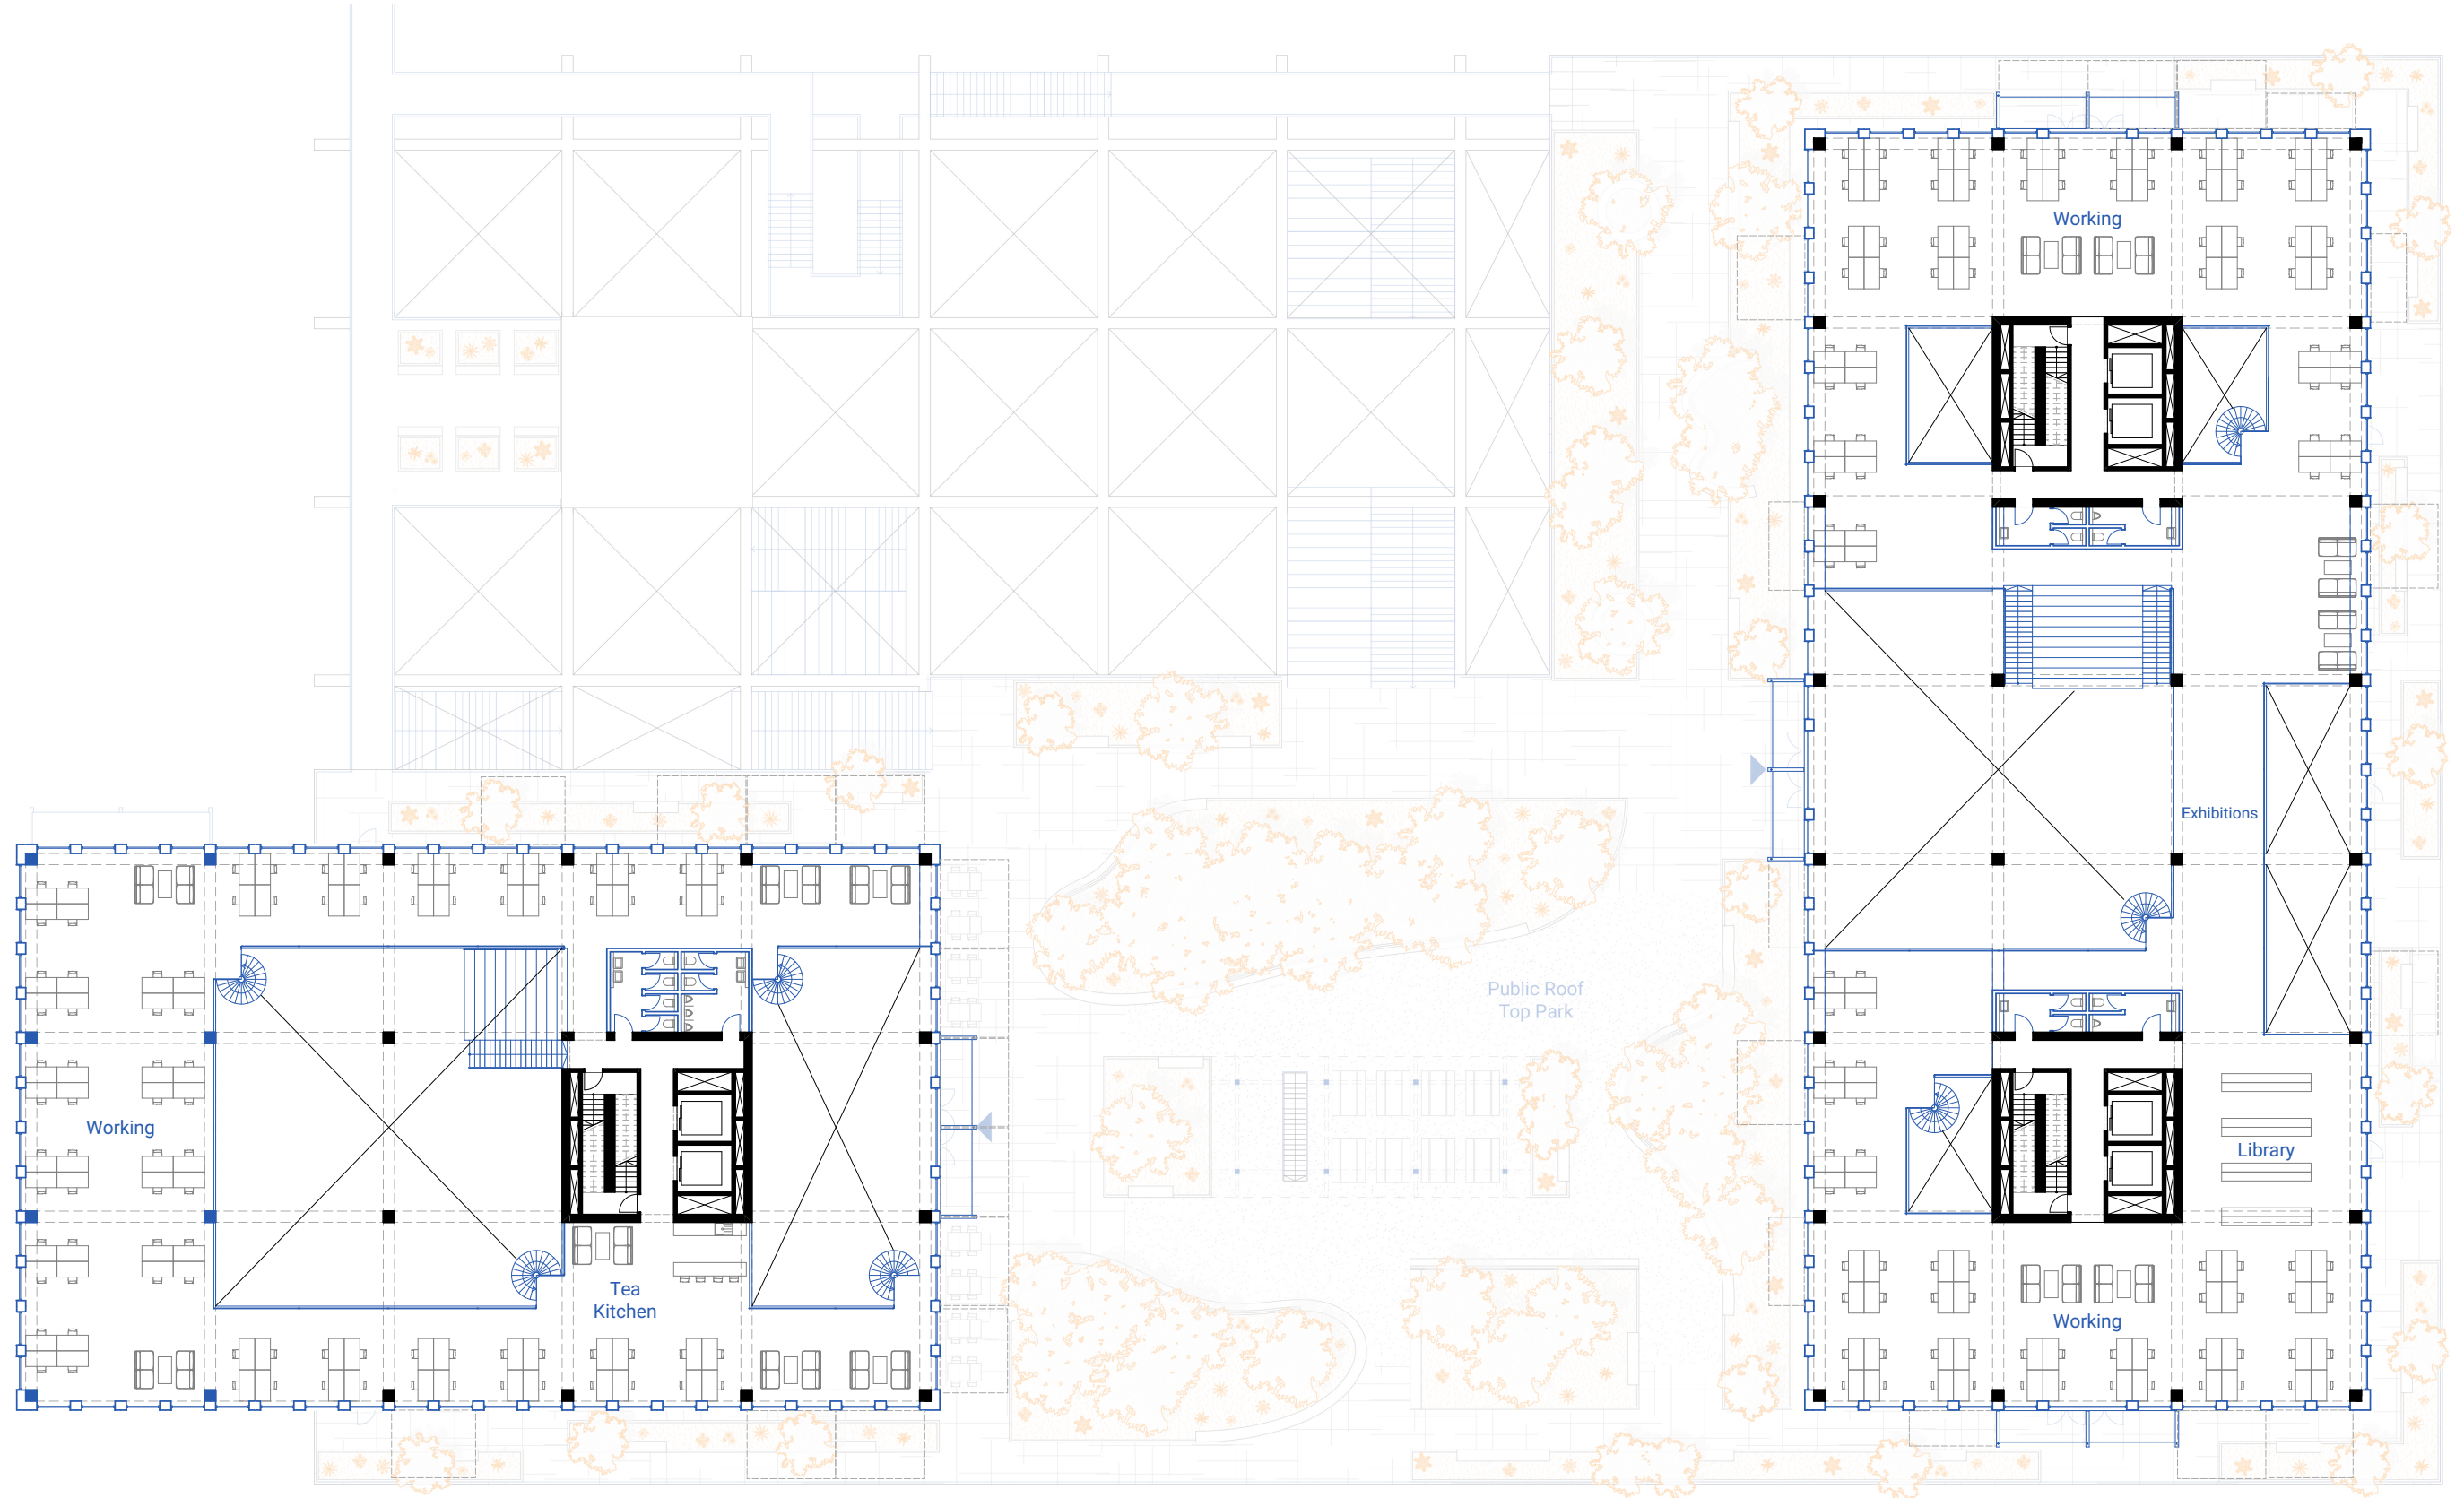 Working
Exhibitions
Public Roof
Top Park
Working
Library
Tea
Kitchen
Working